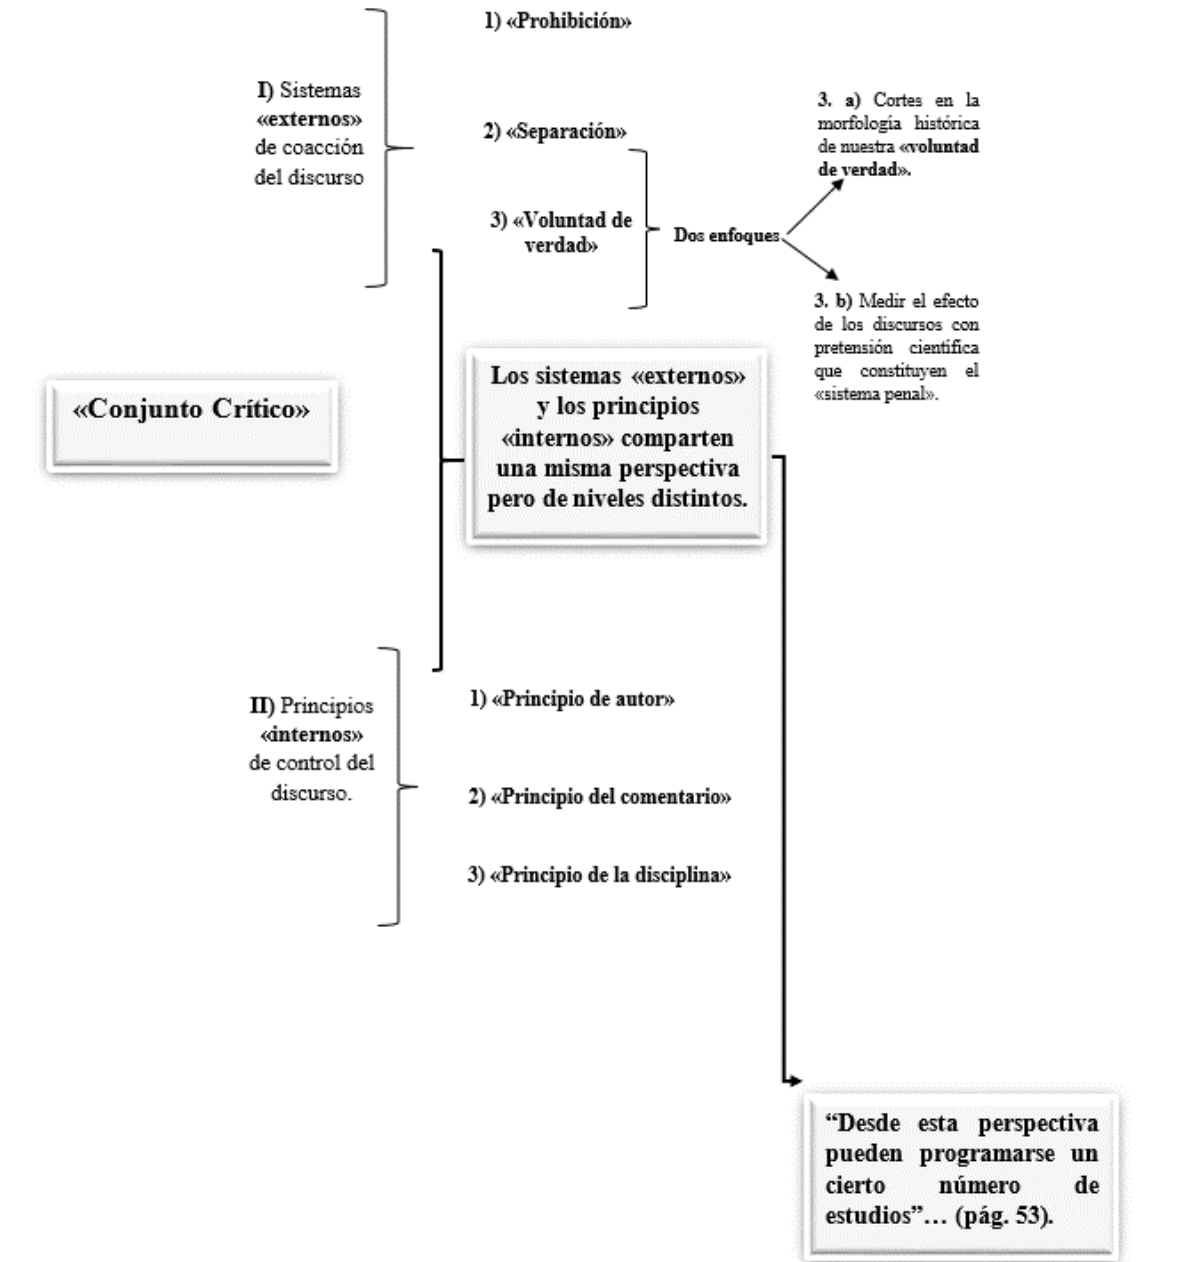 1) «Prohibición»
I) Sistemas
«externos»
de coacción
del discurso
2) «Separación»
3) «Voluntad de
verdad»
Dos enfoques
3. a) Cortes en la
morfología histórica
de nuestra «voluntad
de verdad».
3. b) Medir el efecto
de los discursos con
pretensión científica
que constituyen el
«sistema penal».
«Conjunto Crítico»
Los sistemas «externos»
y los principios
«internos» comparten
una misma perspectiva
pero de niveles distintos.
II) Principios
«internos»
de control del
discurso.
1) «Principio de autor»
2) «Principio del comentario»
3) «Principio de la disciplina»
“Desde esta perspectiva
pueden programarse un
cierto número de
estudios”… (pág. 53).